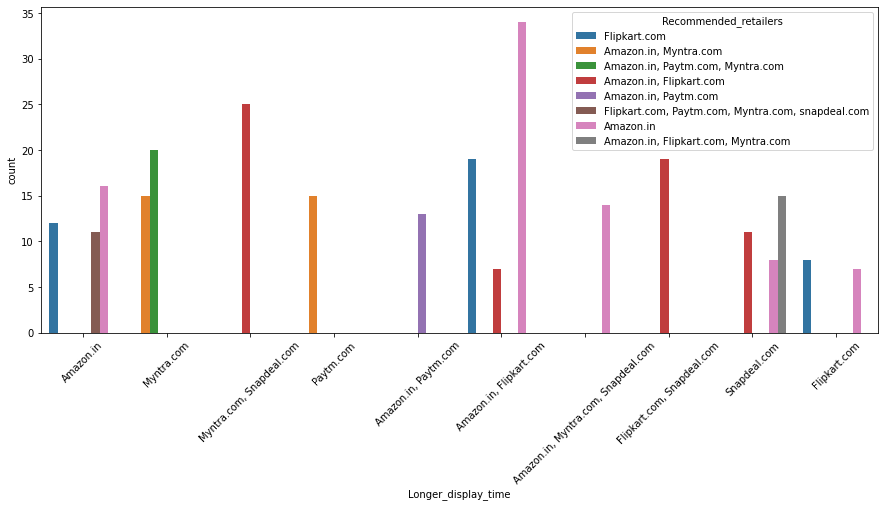 35
30
25
20
15
10
5
0
count
Recommended_retailers
Flipkart.com
Amazon.in, Myntra.com
Amazon.in, Paytm.com, Myntra.com
Amazon.in, Flipkart.com
Amazon.in, Paytm.com
Flipkart.com, Paytm.com, Myntra.com, snapdeal.com
Amazon.in
Amazon.in, Flipkart.com, Myntra.com
Amazon.in
Myntra.com
Myntra.com, Snapdeal.com
Paytm.com
Amazon.in, Paytm.com
Amazon.in, Flipkart.com
Amazon.in, Myntra.com, Snapdeal.com
Flipkart.com, Snapdeal.com
Snapdeal.com
Flipkart.com
Longer_display_time